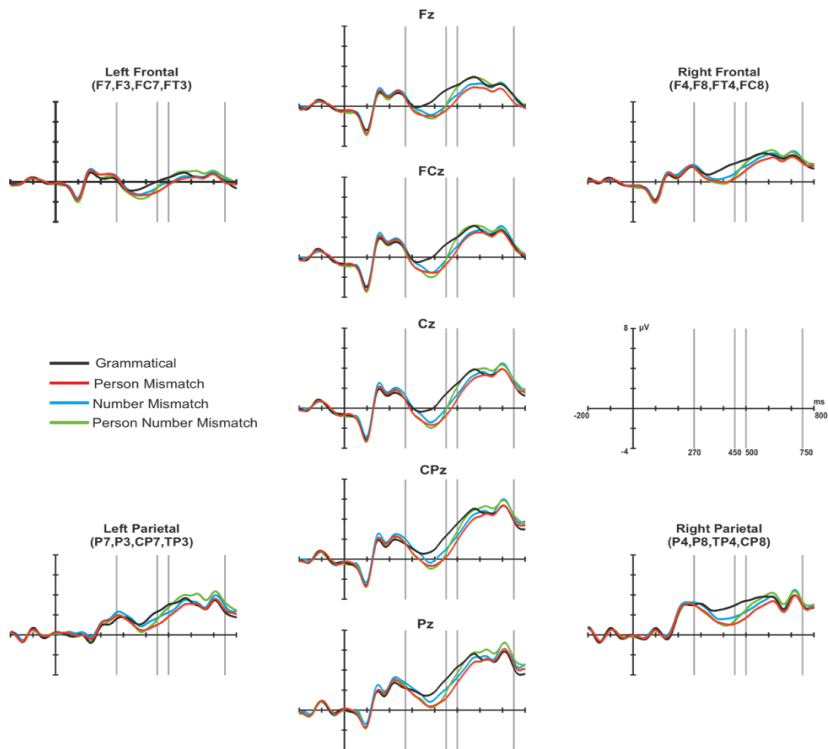 Fz
Left Frontal
(F7,F3,FC7,FT3)
Right Frontal
(F4,F8,FT4,FC8)
FCz
Cz
8 µV
Grammatical
Person Mismatch
Number Mismatch
Person Number Mismatch
ms
-200 800
-4 270 450 500 750
CPz
Left Parietal
(P7,P3,CP7,TP3)
Right Parietal
(P4,P8,TP4,CP8)
Pz